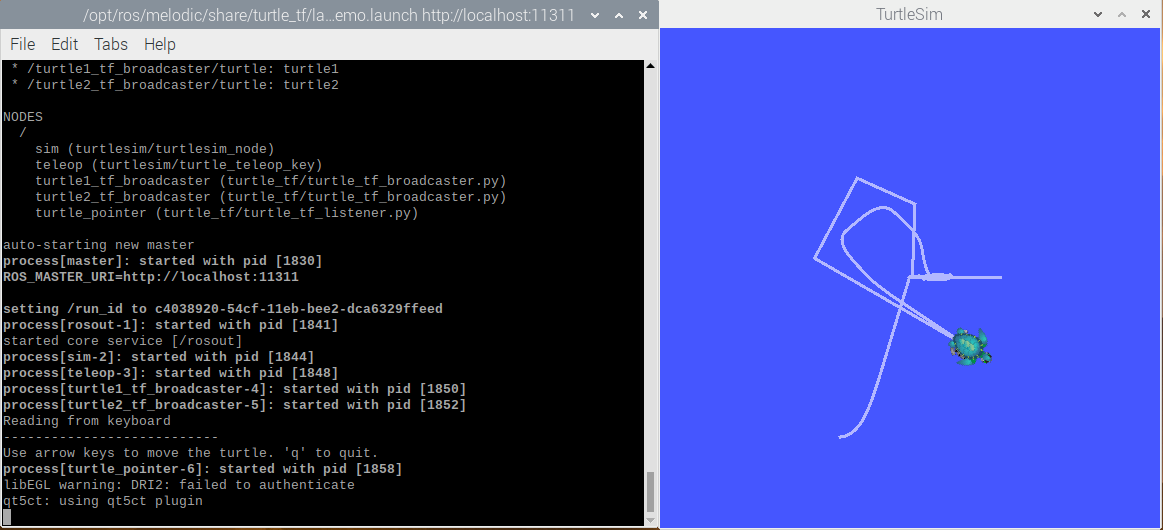 /opt/ros/melodic/share/turtle_tf/la...emo.launch http://localhost:11311
TurtleSim
File Edit Tabs Help
* /turtle1_tf_broadcaster/turtle: turtle1
* /turtle2_tf_broadcaster/turtle: turtle2
NODES
/
sim (turtlesim/turtlesim_node)
teleop (turtlesim/turtle_teleop_key)
turtle1_tf_broadcaster (turtle_tf/turtle_tf_broadcaster.py)
turtle2_tf_broadcaster (turtle_tf/turtle_tf_broadcaster.py)
turtle_pointer (turtle_tf/turtle_tf_listener.py)
auto-starting new master
process[master]: started with pid [1830]
ROS_MASTER_URI=http://localhost:11311
setting /run_id to c4038920-54cf-11eb-bee2-dca6329ffeed
process[rosout-1]: started with pid [1841]
started core service [/rosout]
process[sim-2]: started with pid [1844]
process[teleop-3]: started with pid [1848]
process[turtle1_tf_broadcaster-4]: started with pid [1850]
process[turtle2_tf_broadcaster-5]: started with pid [1852]
Reading from keyboard
---------------------------
Use arrow keys to move the turtle. 'q' to quit.
process[turtle_pointer-6]: started with pid [1858]
libEGL warning: DRI2: failed to authenticate
qt5ct: using qt5ct plugin